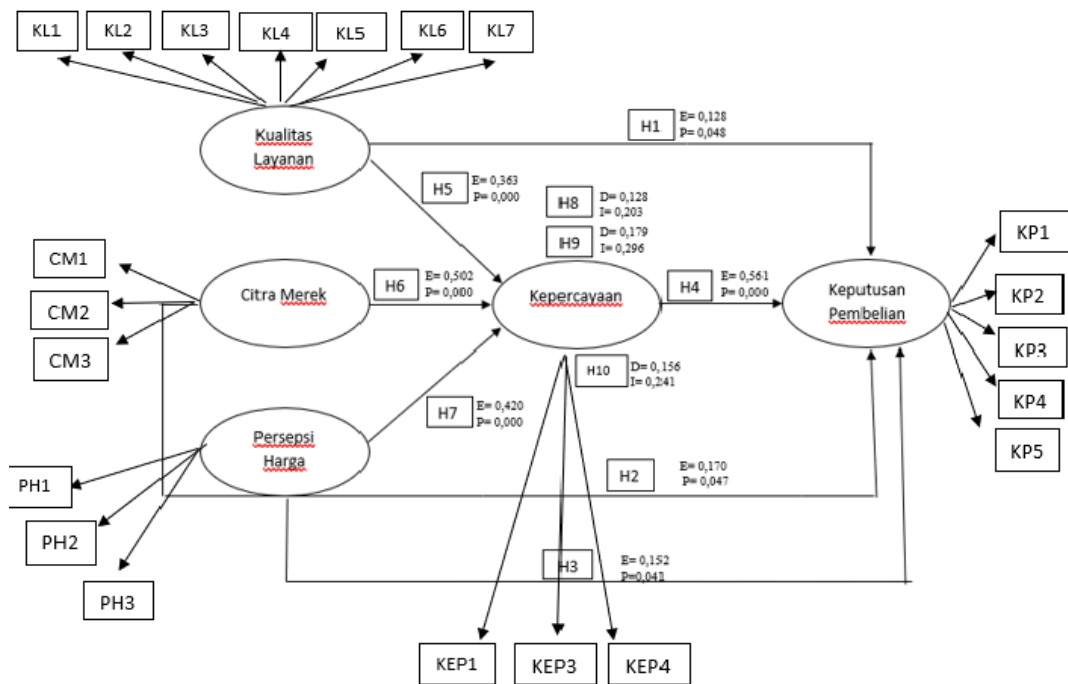 KL1
KL2
KL3
KL4
KL5
KL6
KL7
Kualitas
Layanan
H1
E= 0,128
P= 0,048
H5
E= 0,363
P= 0,000
H8
D= 0,128
I= 0,203
H9
D= 0,179
I= 0,296
CM1
CM2
CM3
Citra Merek
H6
E= 0,502
P= 0,000
Kepercayaan
H4
E= 0,561
P= 0,000
Keputusan
Pembelian
KP1
KP2
KP3
KP4
KP5
H10
D= 0,156
I= 0,241
H7
E= 0,420
P= 0,000
Persepsi
Harga
PH1
PH2
PH3
H2
E= 0,170
P= 0,047
H3
E= 0,152
P=0,041
KEP1
KEP3
KEP4